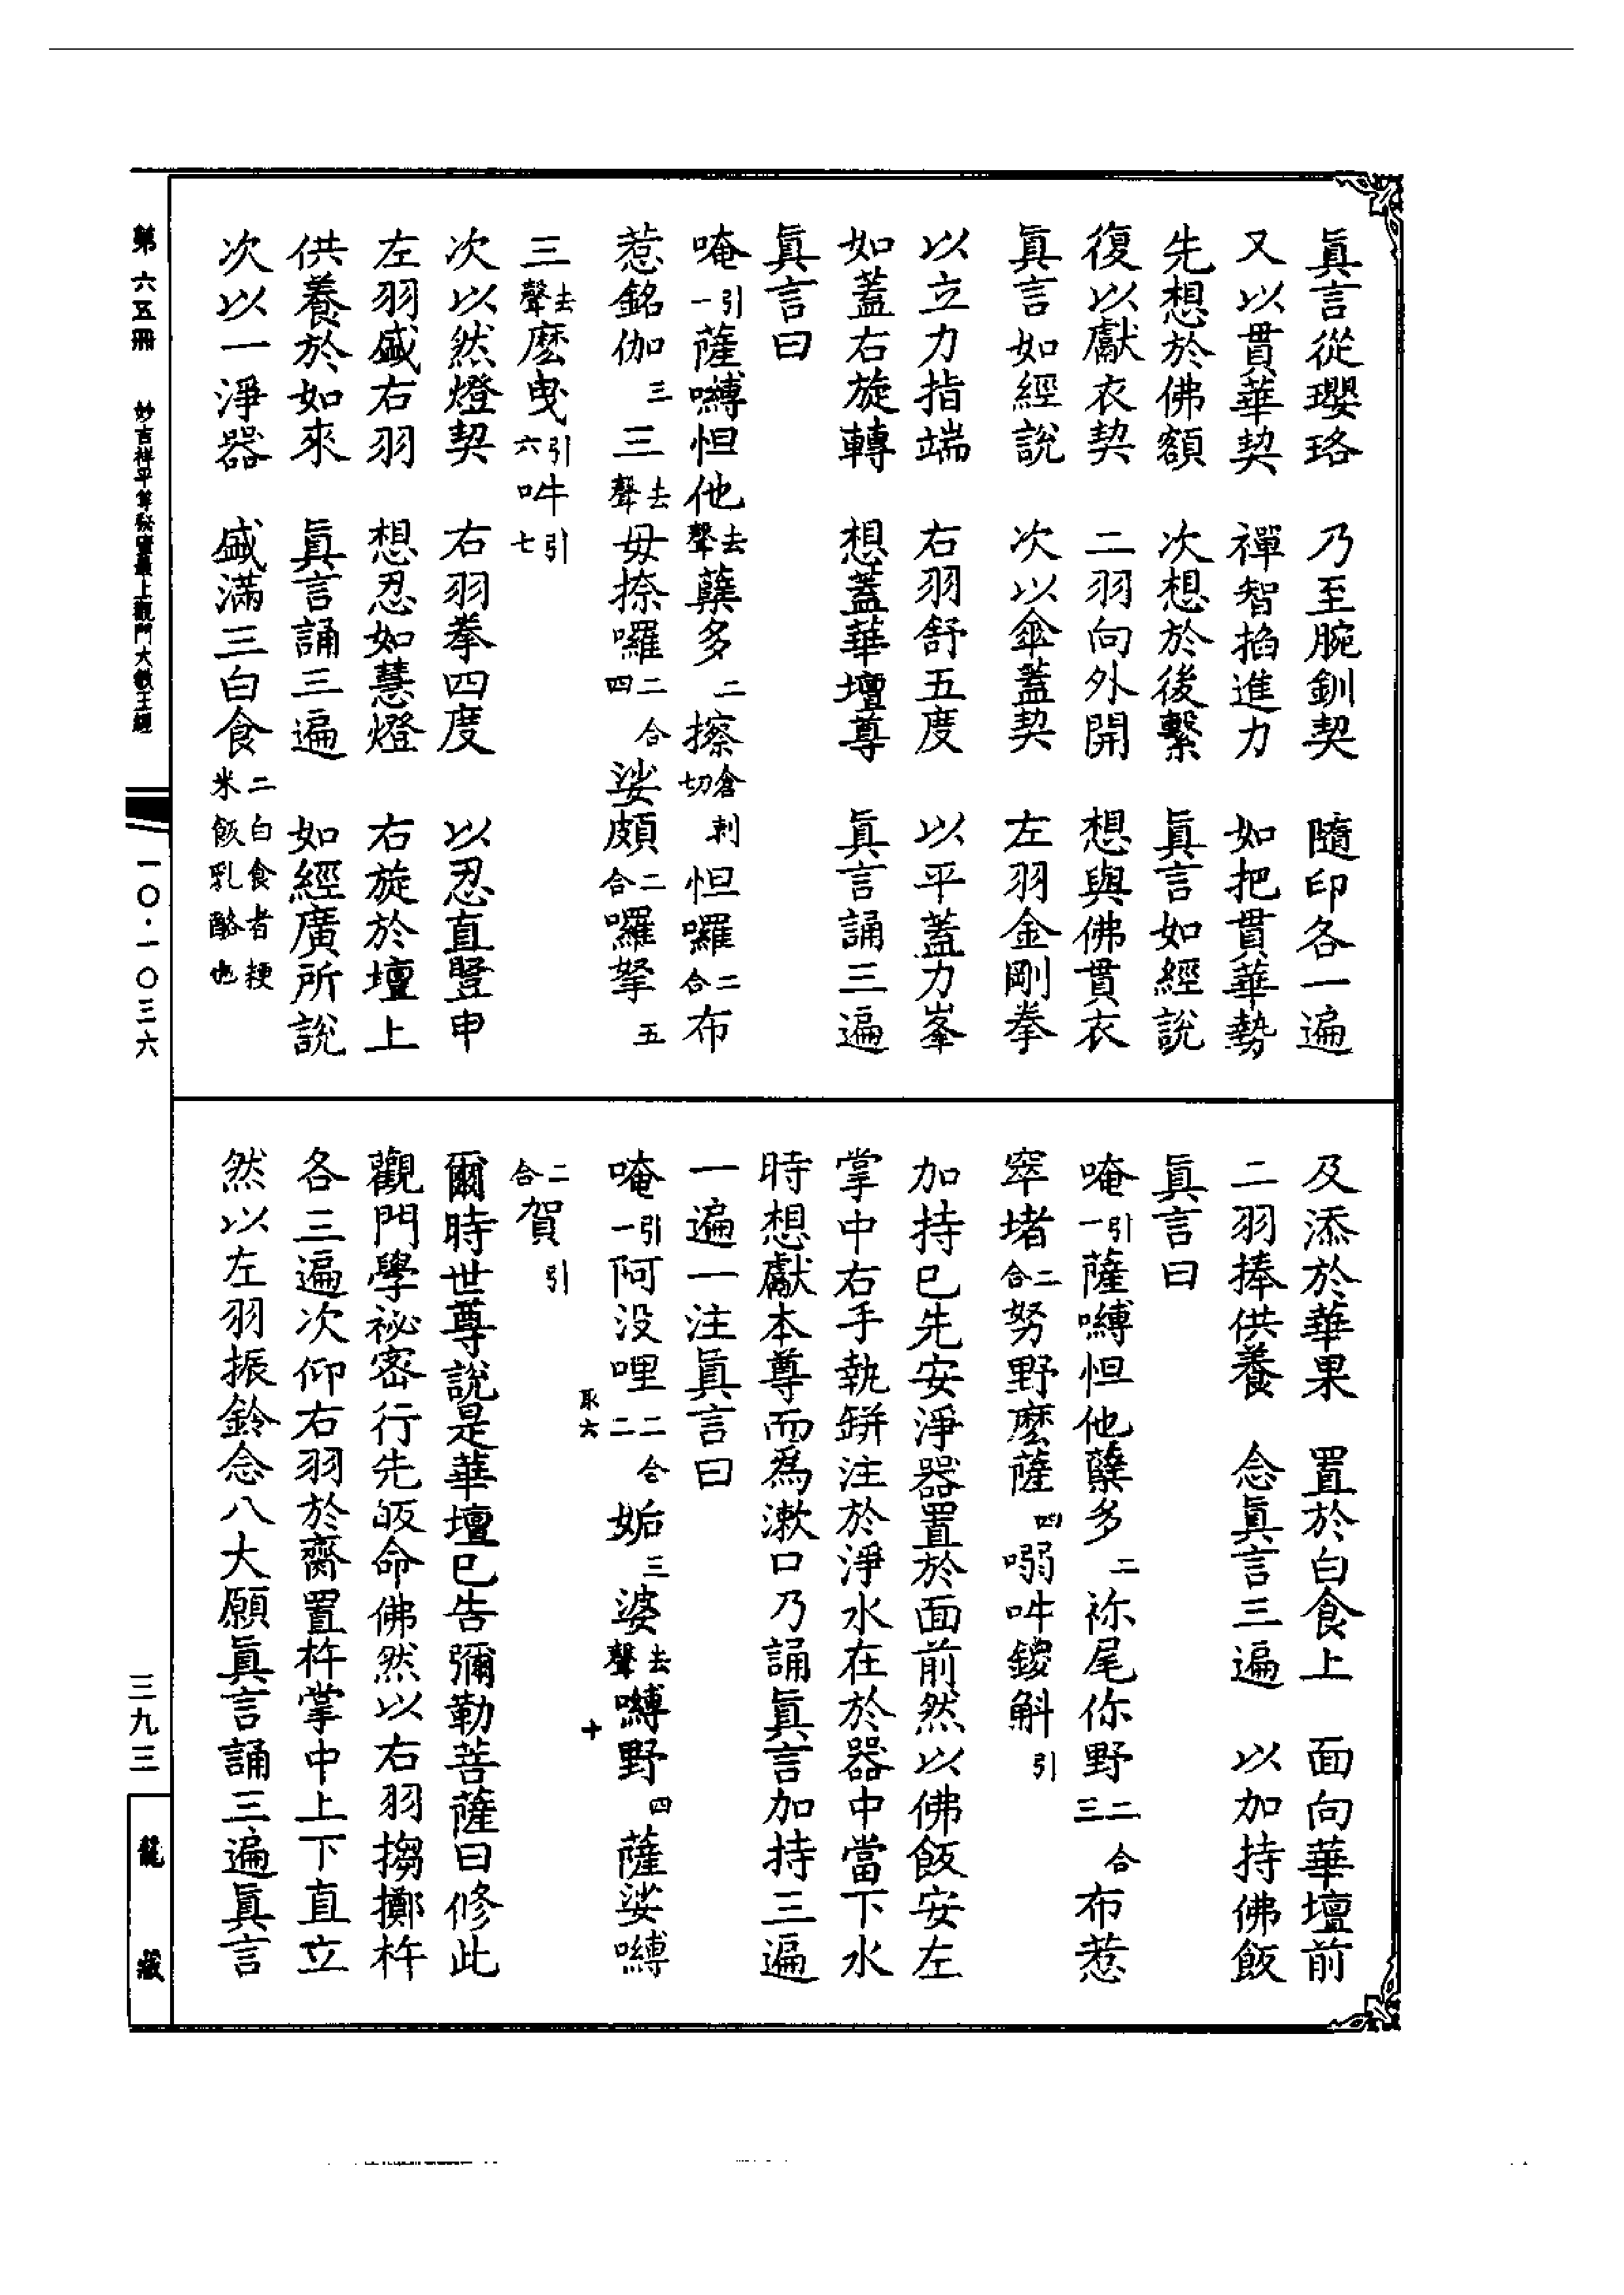 眞言從瓔珞　乃至腕釧契　隨印各一遍
又以貫華契　禪智掐進力　如把貫華勢
先想於佛額　次想於後繫　眞言如經說
復以獻衣契　二羽向外開　想與佛貫衣
眞言如經說　次以傘蓋契　左羽金剛拳
以立力指端　右羽舒五度　以平蓋力峯
如蓋右旋轉　想蓋華壇尊　眞言誦三遍
眞言曰
唵引一薩嚩怛他去聲蘖多二擦倉剌切怛囉二合布
惹銘伽三三去聲毋捺囉二合四娑頗二合囉拏五
三去聲麽曳引六吽引七
次以然燈契　右羽拳四度　以忍直豎申
左羽盛右羽　想忍如慧燈　右旋於壇上
供養於如來　眞言誦三遍　如經廣所說
次以一淨器　盛滿三白食二白食者粳米飯乳酪也
及添於華果　置於白食上　面向華壇前
二羽捧供養　念眞言三遍　以加持佛飯
眞言曰
唵引一薩嚩怛他蘖多二祢尾你野二合三布惹
窣堵二合努野麽薩四嗍吽鑁斛引
加持已先安淨器置於面前然以佛飯安左
掌中右手執缾注於淨水在於器中當下水
時想獻本尊而爲漱口乃誦眞言加持三遍
一遍一注眞言曰
唵引一阿没哩二合二姤三婆去聲嚩野四薩娑嚩
二合賀引
爾時世尊說是華壇已告彌勒菩薩曰修此
觀門學祕密行先皈命佛然以右羽搊擲杵
各三遍次仰右羽於齋置杵掌中上下直立
然以左羽振鈴念八大願眞言誦三遍眞言
第六五冊　妙吉祥平等秘密最上觀門大教王經
一〇·一〇三六
三九三
龍藏
取六
十